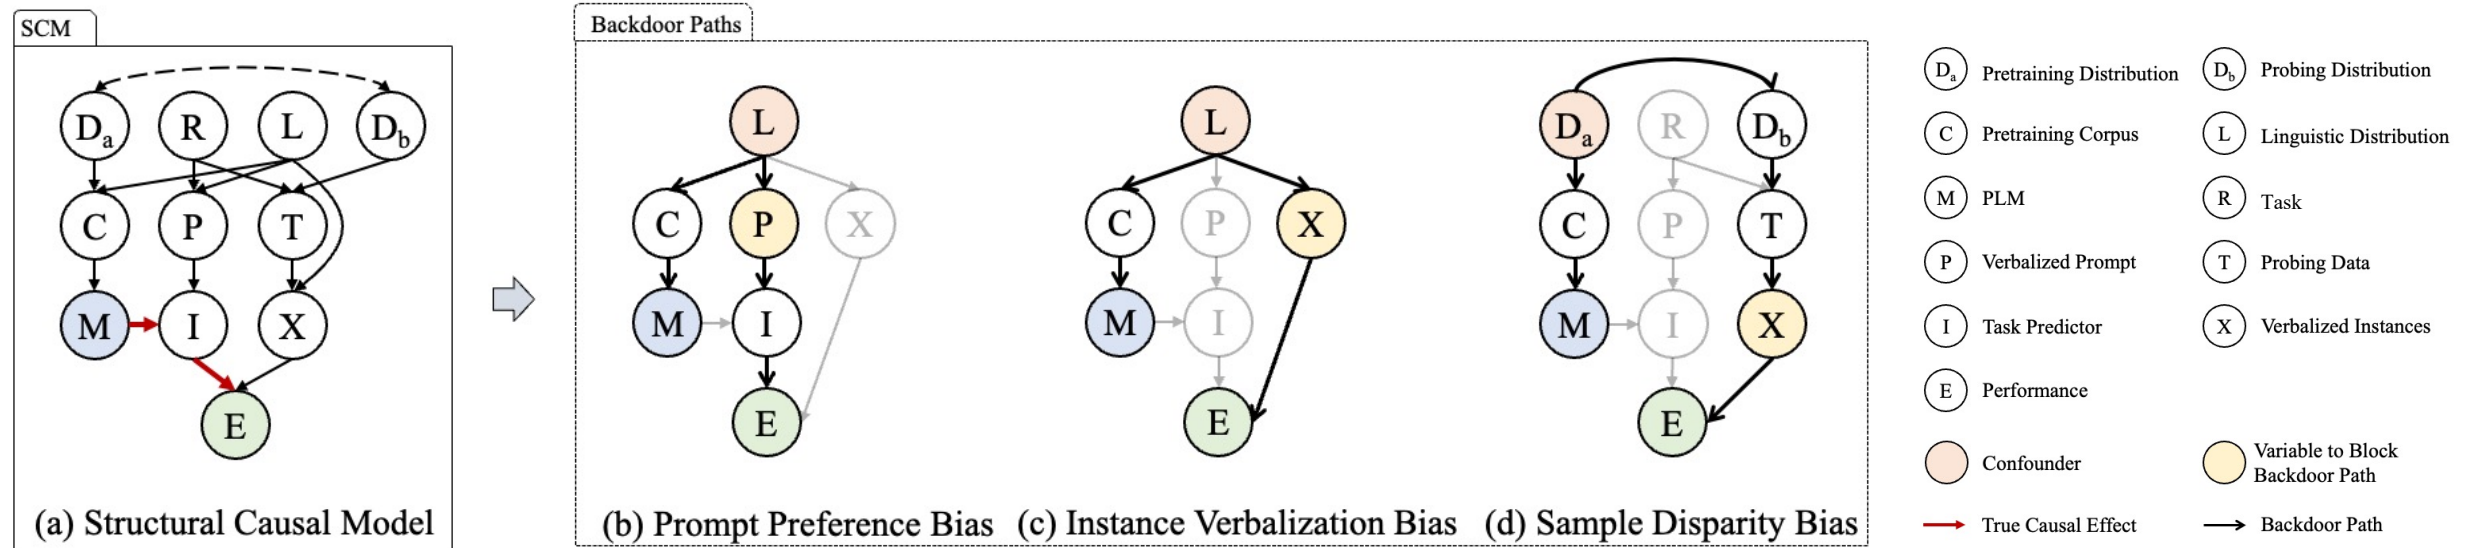 SCM
Backdoor Paths
Da R L Db
C P T
M I X
E
(a) Structural Causal Model
L
C P X
M I
E
(b) Prompt Preference Bias
L
C P X
M I
E
(c) Instance Verbalization Bias
Da R Db
C P T
M I X
E
(d) Sample Disparity Bias
Da Pretraining Distribution
Db Probing Distribution
C Pretraining Corpus
L Linguistic Distribution
M PLM
R Task
P Verbalized Prompt
T Probing Data
I Task Predictor
X Verbalized Instances
E Performance
Confounder
Variable to Block
Backdoor Path
True Causal Effect
Backdoor Path